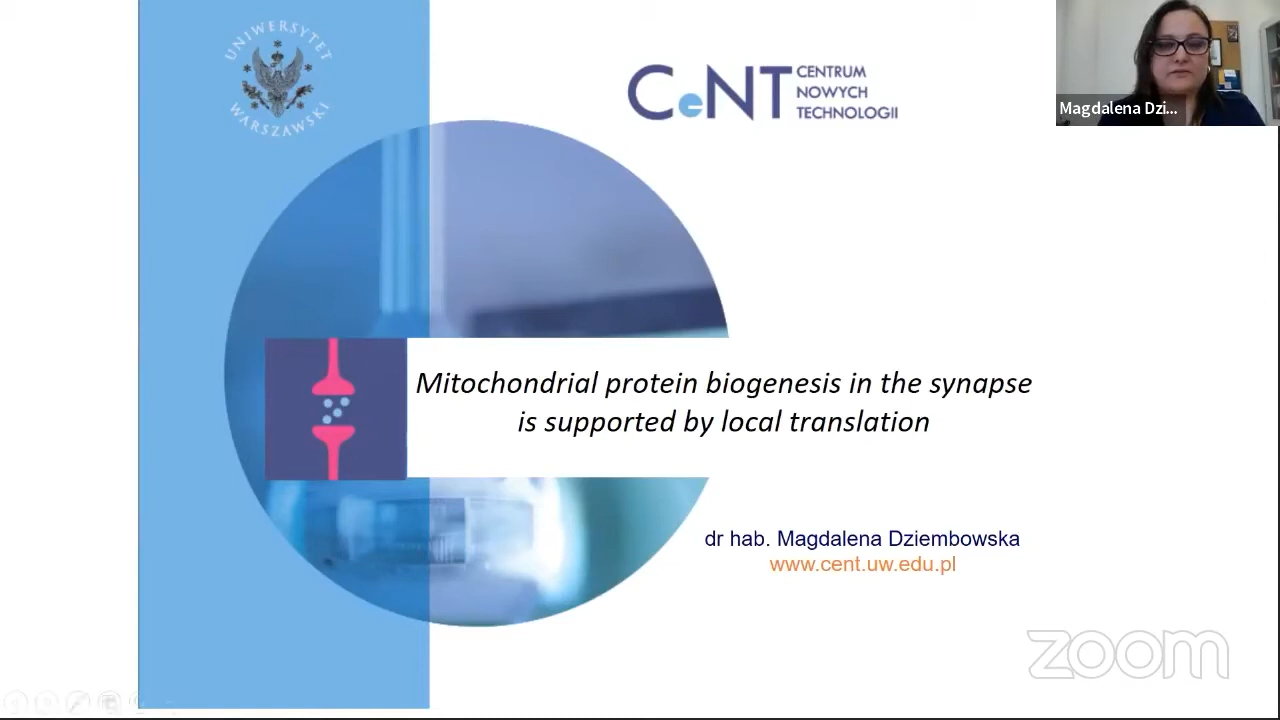 UNIWERSYTET
WARSZAWSKI
CeNT
CENTRUM
NOWYCH
TECHNOLOGII
Magdalena Dzi...
Mitochondrial protein biogenesis in the synapse
is supported by local translation
dr hab. Magdalena Dziembowska
www.cent.uw.edu.pl
zoom